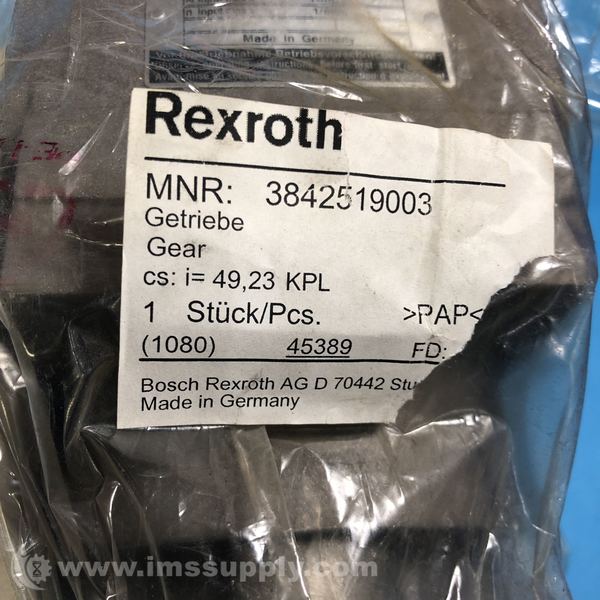 Made in Germany
Rexroth
MNR: 3842519003
Getriebe
Gear
cs: i= 49,23 KPL
1 Stück/Pcs. >PAP<
(1080) 45389 FD:
Bosch Rexroth AG D 70442
Made in Germany
www.imssupply.com